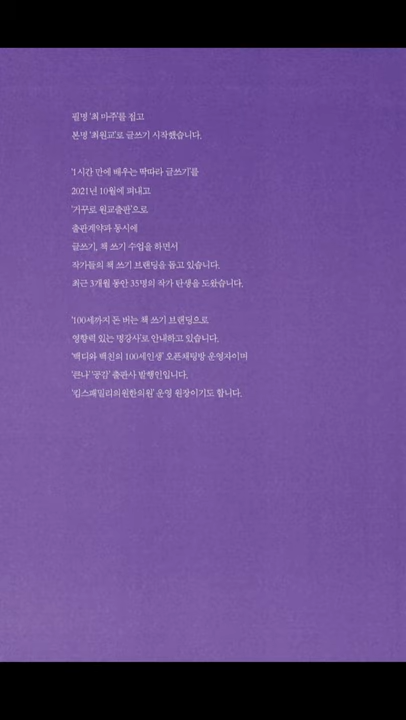 필명 '최 마주'를 접고
본명 '최원교'로 글쓰기 시작했습니다.
'1시간 만에 배우는 딱따라 글쓰기'를
2021년 10월에 펴내고
'거꾸로 원교출판'으로
출판계약과 동시에
글쓰기, 책 쓰기 수업을 하면서
작가들의 책 쓰기 브랜딩을 돕고 있습니다.
최근 3개월 동안 35명의 작가 탄생을 도왔습니다.
'100세까지 돈 버는 책 쓰기 브랜딩으로
영향력 있는 명강사'로 안내하고 있습니다.
'백디와 백친의 100세인생' 오픈채팅방 운영자이며
'큰나' '공감' 출판사 발행인입니다.
'킴스패밀리의원한의원' 운영 원장이기도 합니다.